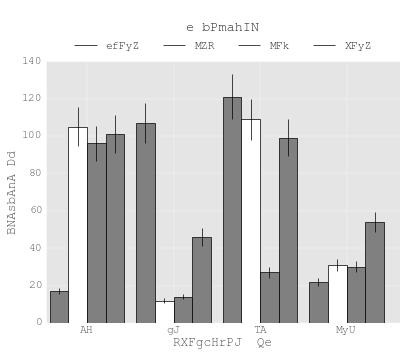 e bPmahIN
efFyZ MZR MFk XFyZ
140
120
100
80
60
40
20
0
BNAsbAnA Dd
AH gJ TA MyU
RXFgcHrPJ Qe